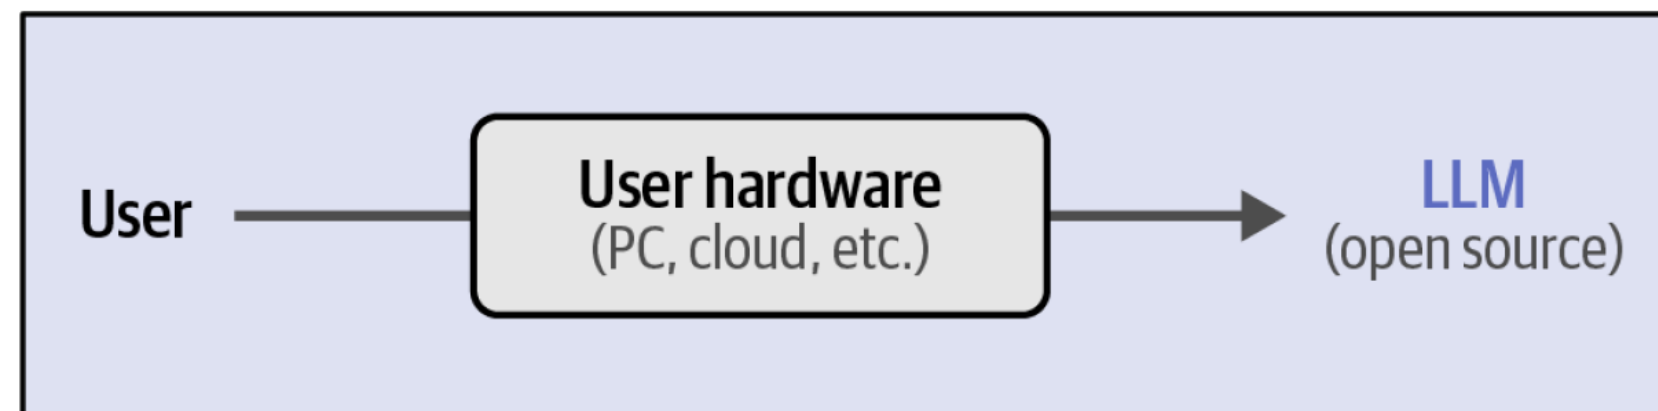 User
User hardware
(PC, cloud, etc.)
LLM
(open source)